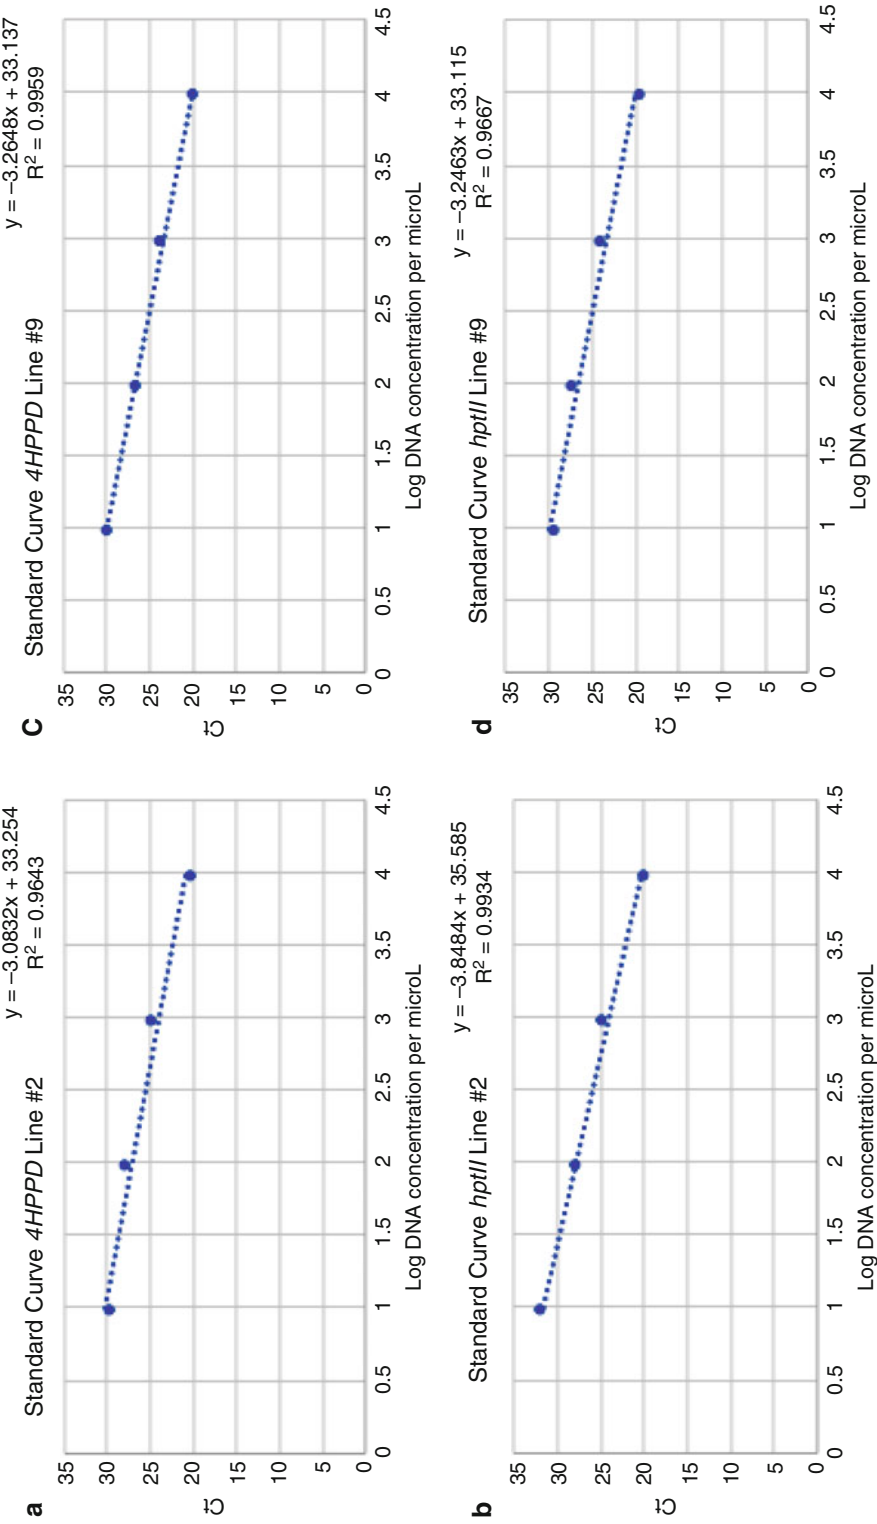 a
Standard Curve 4HPPD Line #2
y = −3.0832x + 33.254
R² = 0.9643
35
30
25
20
15
10
5
0
Ct
0 0.5 1 1.5 2 2.5 3 3.5 4 4.5
Log DNA concentration per microL
b
Standard Curve hptII Line #2
y = −3.8484x + 35.585
R² = 0.9934
35
30
25
20
15
10
5
0
Ct
0 0.5 1 1.5 2 2.5 3 3.5 4 4.5
Log DNA concentration per microL
C
Standard Curve 4HPPD Line #9
y = −3.2648x + 33.137
R² = 0.9959
35
30
25
20
15
10
5
0
Ct
0 0.5 1 1.5 2 2.5 3 3.5 4 4.5
Log DNA concentration per microL
d
Standard Curve hptII Line #9
y = −3.2463x + 33.115
R² = 0.9667
35
30
25
20
15
10
5
0
Ct
0 0.5 1 1.5 2 2.5 3 3.5 4 4.5
Log DNA concentration per microL